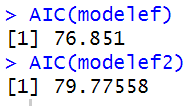 > AIC(modelef)
[1] 76.851
> AIC(modelef2)
[1] 79.77558